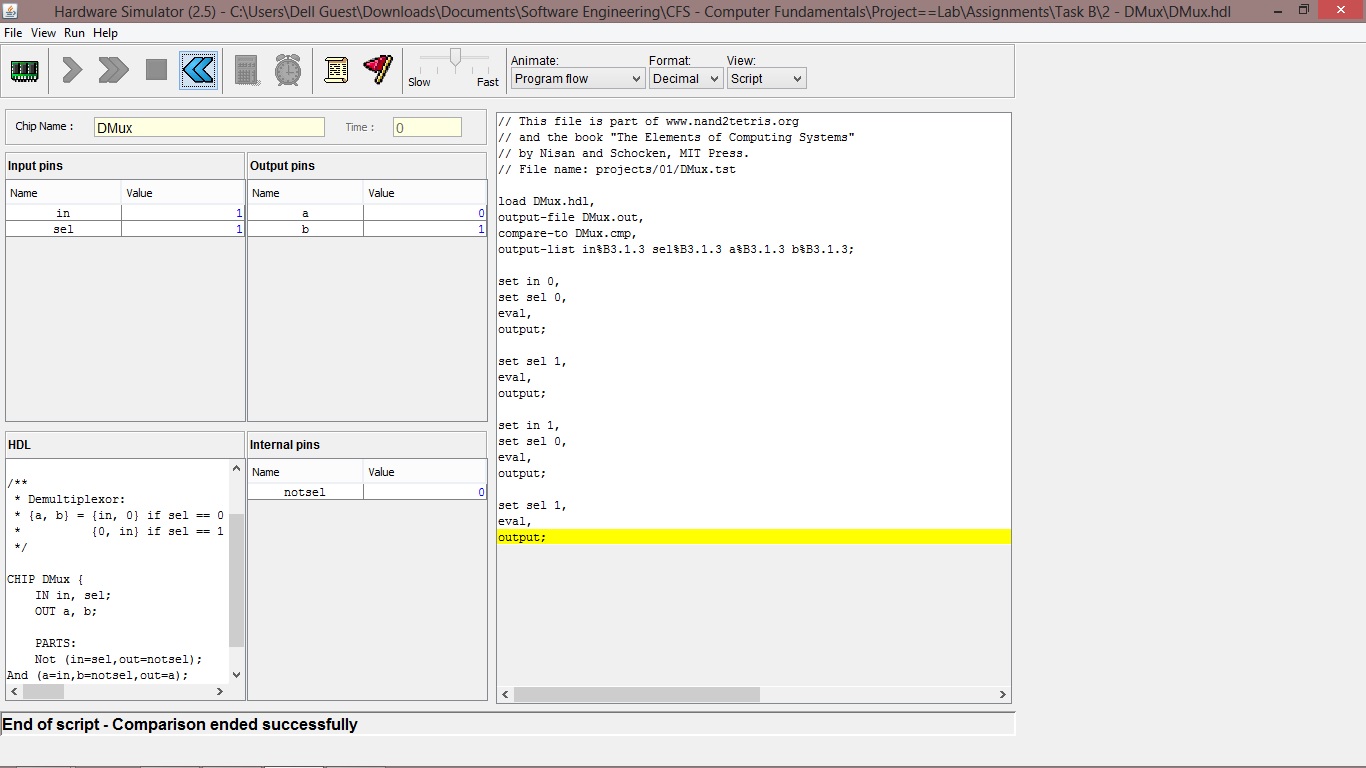 Hardware Simulator (2.5) - C:\Users\Dell Guest\Downloads\Documents\Software Engineering\CFS - Computer Fundamentals\Project==Lab\Assignments\Task B\2 - DMux\DMux.hdl
File View Run Help
Slow Fast
Animate: Format: View:
Program flow Decimal Script
Chip Name : DMux Time : 0
Input pins Output pins
Name Value Name Value
in 1 a 0
sel 1 b 1
HDL
/**
* Demultiplexor:
* {a, b} = {in, 0} if sel == 0
* {0, in} if sel == 1
*/
CHIP DMux {
IN in, sel;
OUT a, b;
PARTS:
Not (in=sel,out=notsel);
And (a=in,b=notsel,out=a);
Internal pins
Name Value
notsel 0
// This file is part of www.nand2tetris.org
// and the book "The Elements of Computing Systems"
// by Nisan and Schocken, MIT Press.
// File name: projects/01/DMux.tst
load DMux.hdl,
output-file DMux.out,
compare-to DMux.cmp,
output-list in%B3.1.3 sel%B3.1.3 a%B3.1.3 b%B3.1.3;
set in 0,
set sel 0,
eval,
output;
set sel 1,
eval,
output;
set in 1,
set sel 0,
eval,
output;
set sel 1,
eval,
output;
End of script - Comparison ended successfully